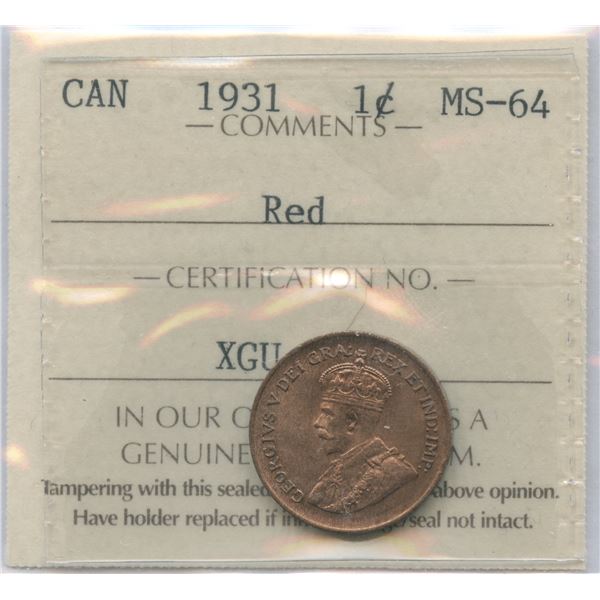 CAN 1931 1¢ MS-64
— COMMENTS —
Red
— CERTIFICATION NO. —
XGU
GEORGIVS V DEI GRA: REX ET IND: IMP:
IN OUR S A
GENUINE M.
Tampering with this sealed above opinion.
Have holder replaced if seal not intact.